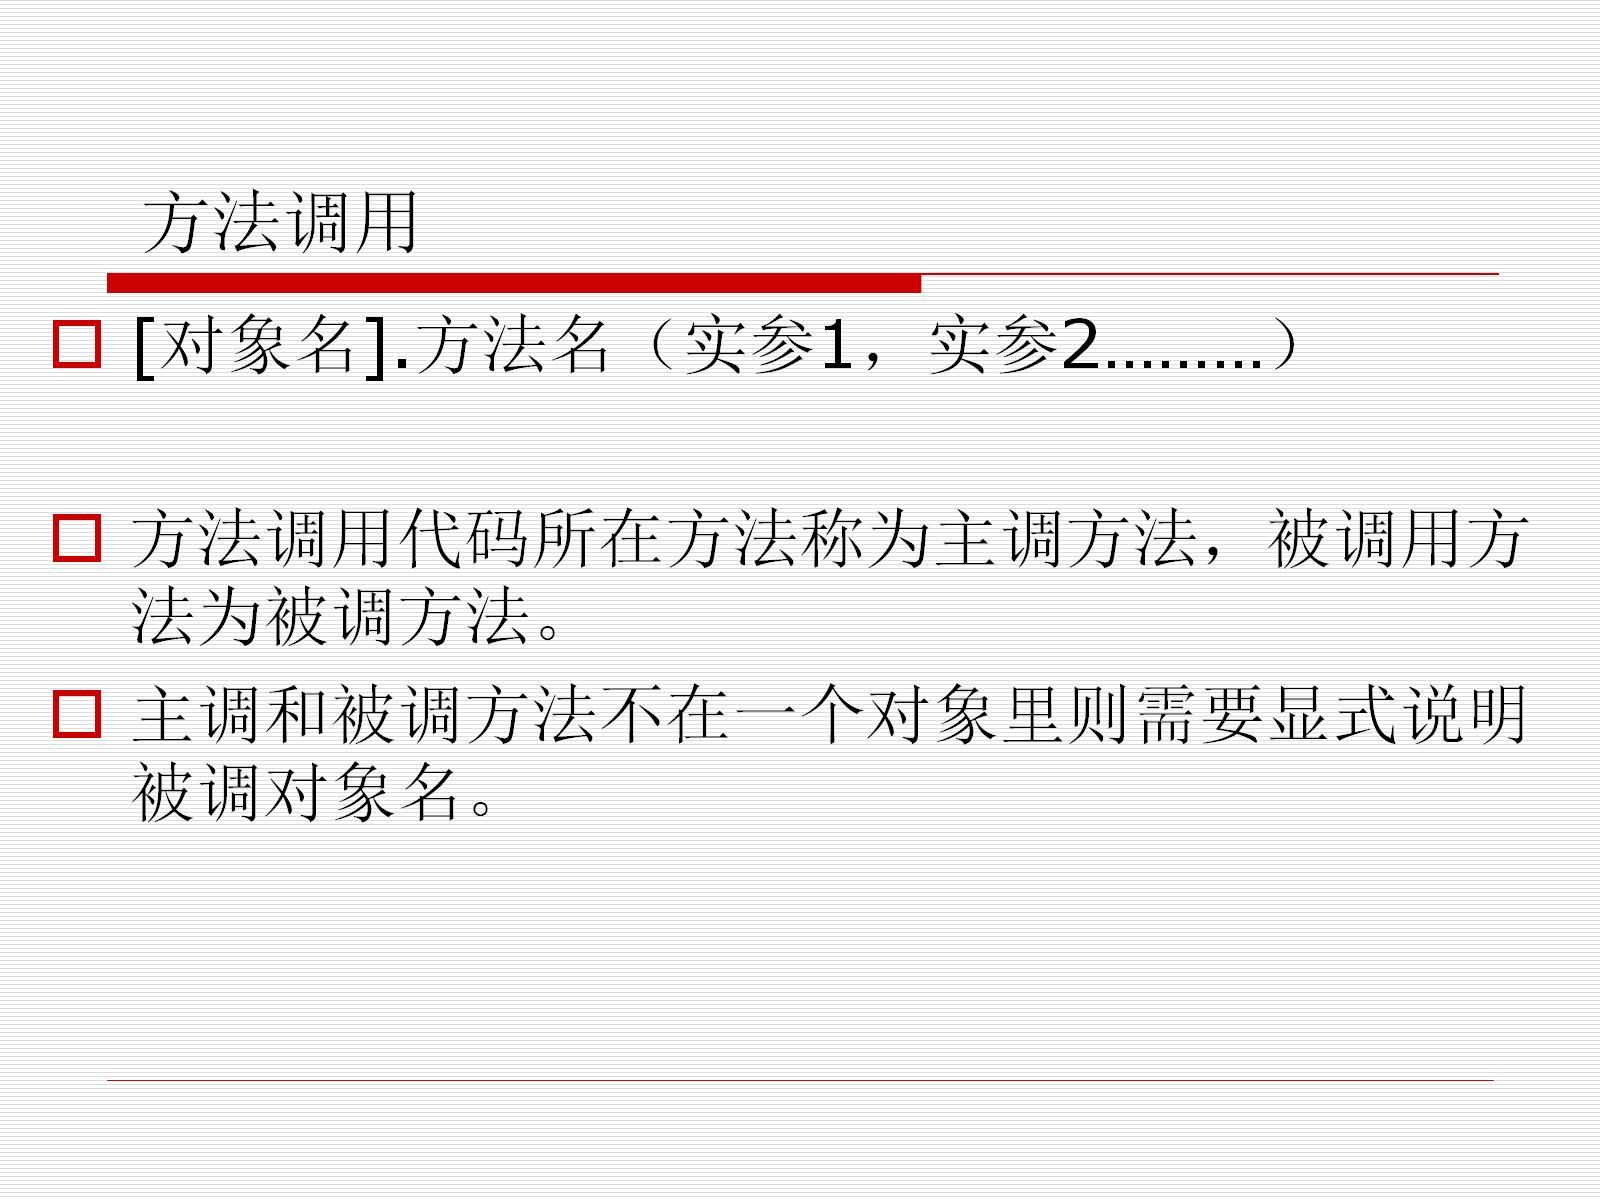 方法调用
[对象名].方法名（实参1，实参2………）
方法调用代码所在方法称为主调方法，被调用方
法为被调方法。
主调和被调方法不在一个对象里则需要显式说明
被调对象名。